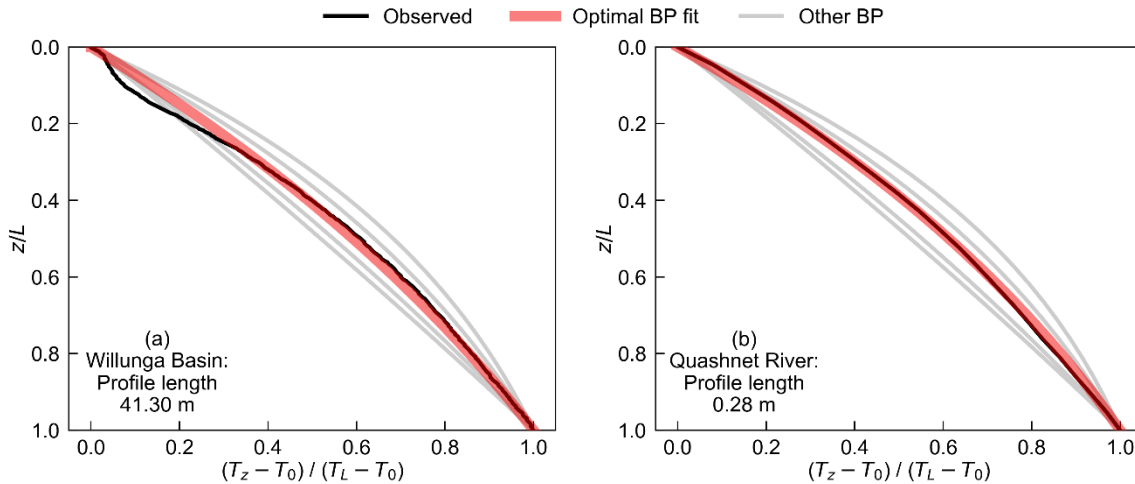 Observed Optimal BP fit Other BP
0.0
0.2
0.4
0.6
0.8
1.0
z/L
(a)
Willunga Basin:
Profile length
41.30 m
0.0 0.2 0.4 0.6 0.8 1.0
(T_z − T_0) / (T_L − T_0)
0.0
0.2
0.4
0.6
0.8
1.0
z/L
(b)
Quashnet River:
Profile length
0.28 m
0.0 0.2 0.4 0.6 0.8 1.0
(T_z − T_0) / (T_L − T_0)